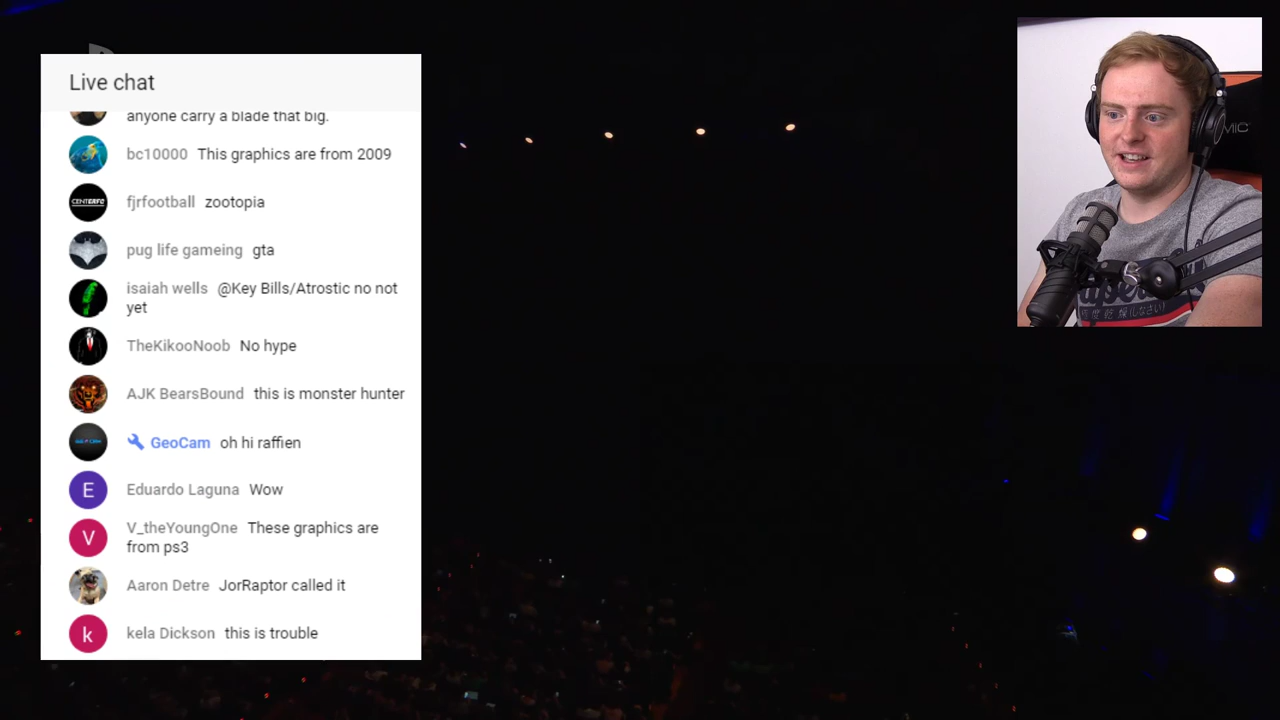 Live chat
anyone carry a blade that big.
bc10000 This graphics are from 2009
CENTERFO
fjrfootball zootopia
pug life gameing gta
isaiah wells @Key Bills/Atrostic no not
yet
TheKikooNoob No hype
AJK BearsBound this is monster hunter
GeoCam oh hi raffien
E
Eduardo Laguna Wow
V
V_theYoungOne These graphics are
from ps3
Aaron Detre JorRaptor called it
k
kela Dickson this is trouble